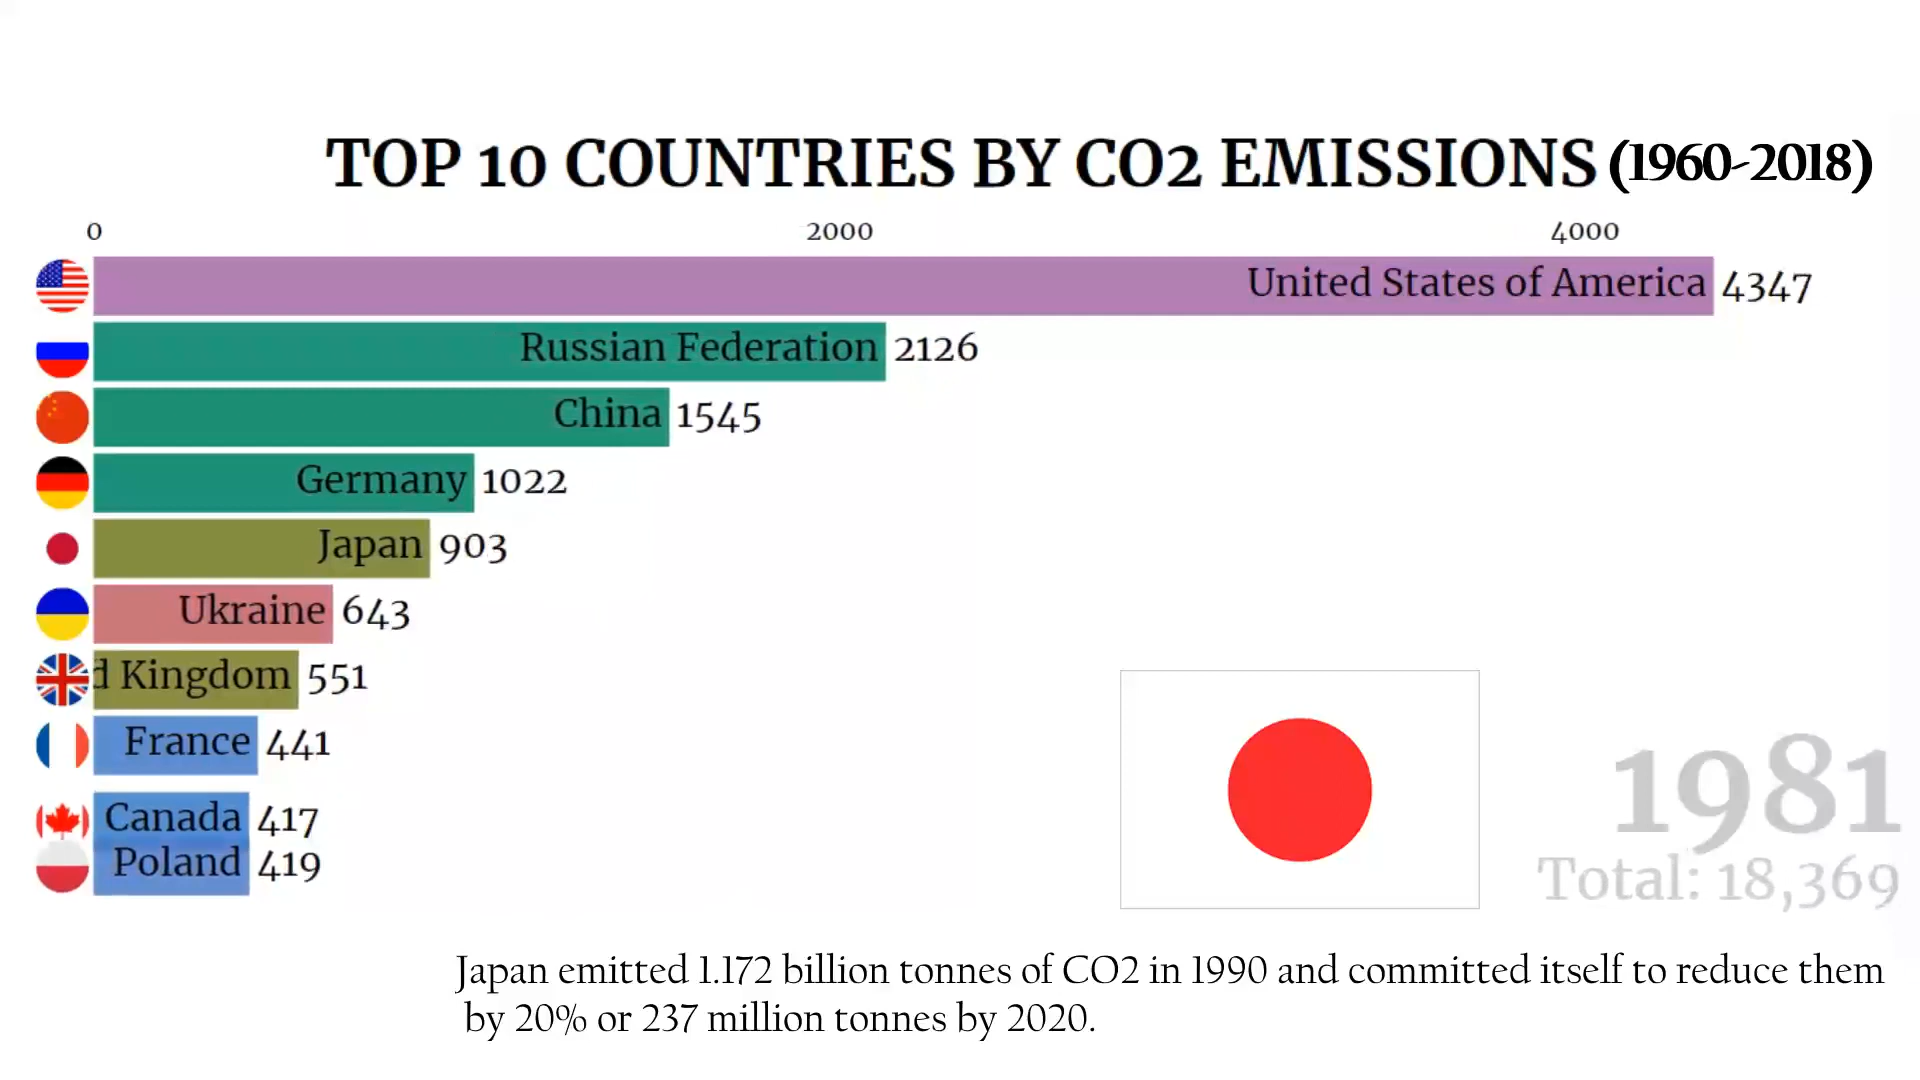 TOP 10 COUNTRIES BY CO2 EMISSIONS (1960-2018)
0 2000 4000
United States of America 4347
Russian Federation 2126
China 1545
Germany 1022
Japan 903
Ukraine 643
d Kingdom 551
France 441
Canada 417
Poland 419
1981
Total: 18,369
Japan emitted 1.172 billion tonnes of CO2 in 1990 and committed itself to reduce them
by 20% or 237 million tonnes by 2020.